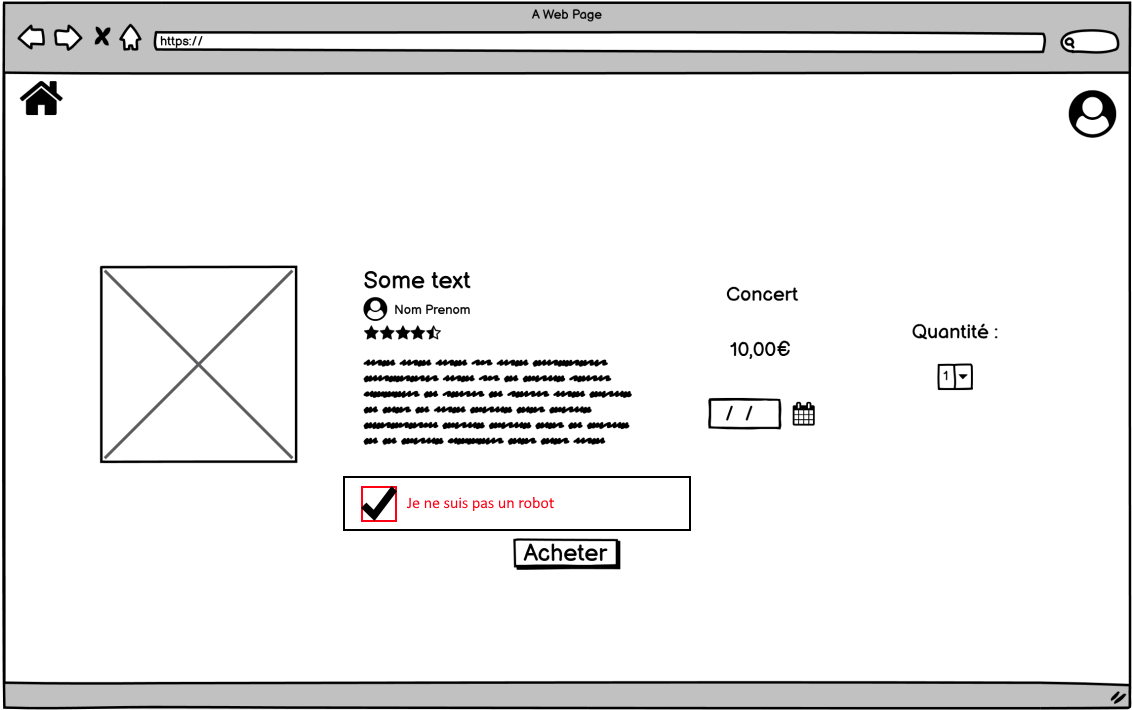 A Web Page
https://
Some text
Nom Prenom
Concert
10,00€
Quantité :
1
/ /
Je ne suis pas un robot
Acheter